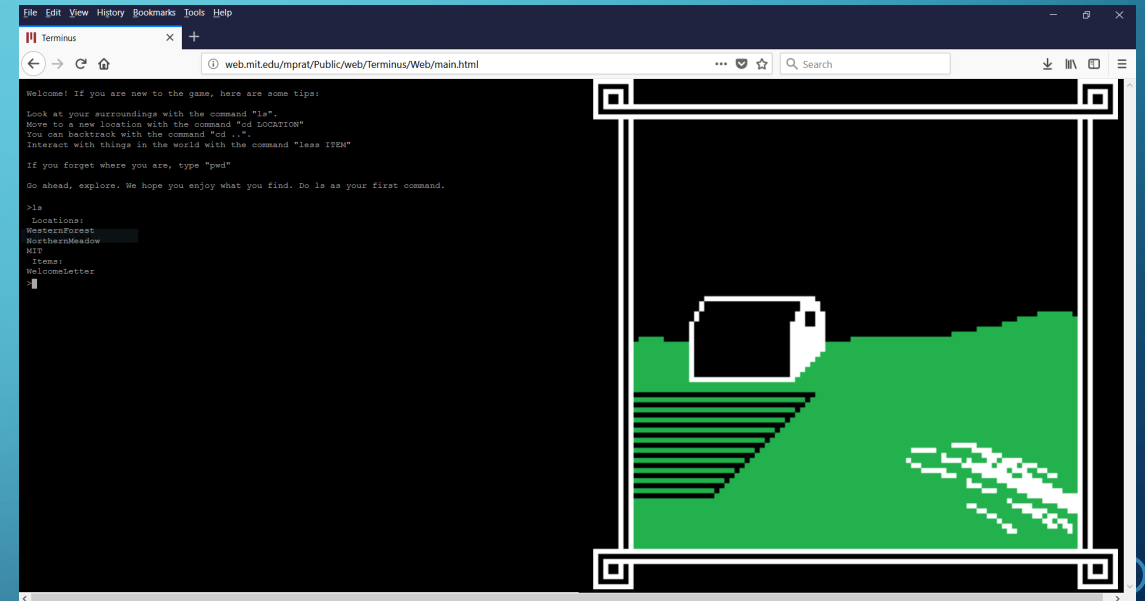 File Edit View History Bookmarks Tools Help
Terminus
web.mit.edu/mprat/Public/web/Terminus/Web/main.html
Search
Welcome! If you are new to the game, here are some tips:
Look at your surroundings with the command "ls".
Move to a new location with the command "cd LOCATION"
You can backtrack with the command "cd ..".
Interact with things in the world with the command "less ITEM"
If you forget where you are, type "pwd"
Go ahead, explore. We hope you enjoy what you find. Do ls as your first command.
>ls
Locations:
WesternForest
NorthernMeadow
MIT
Items:
WelcomeLetter
>